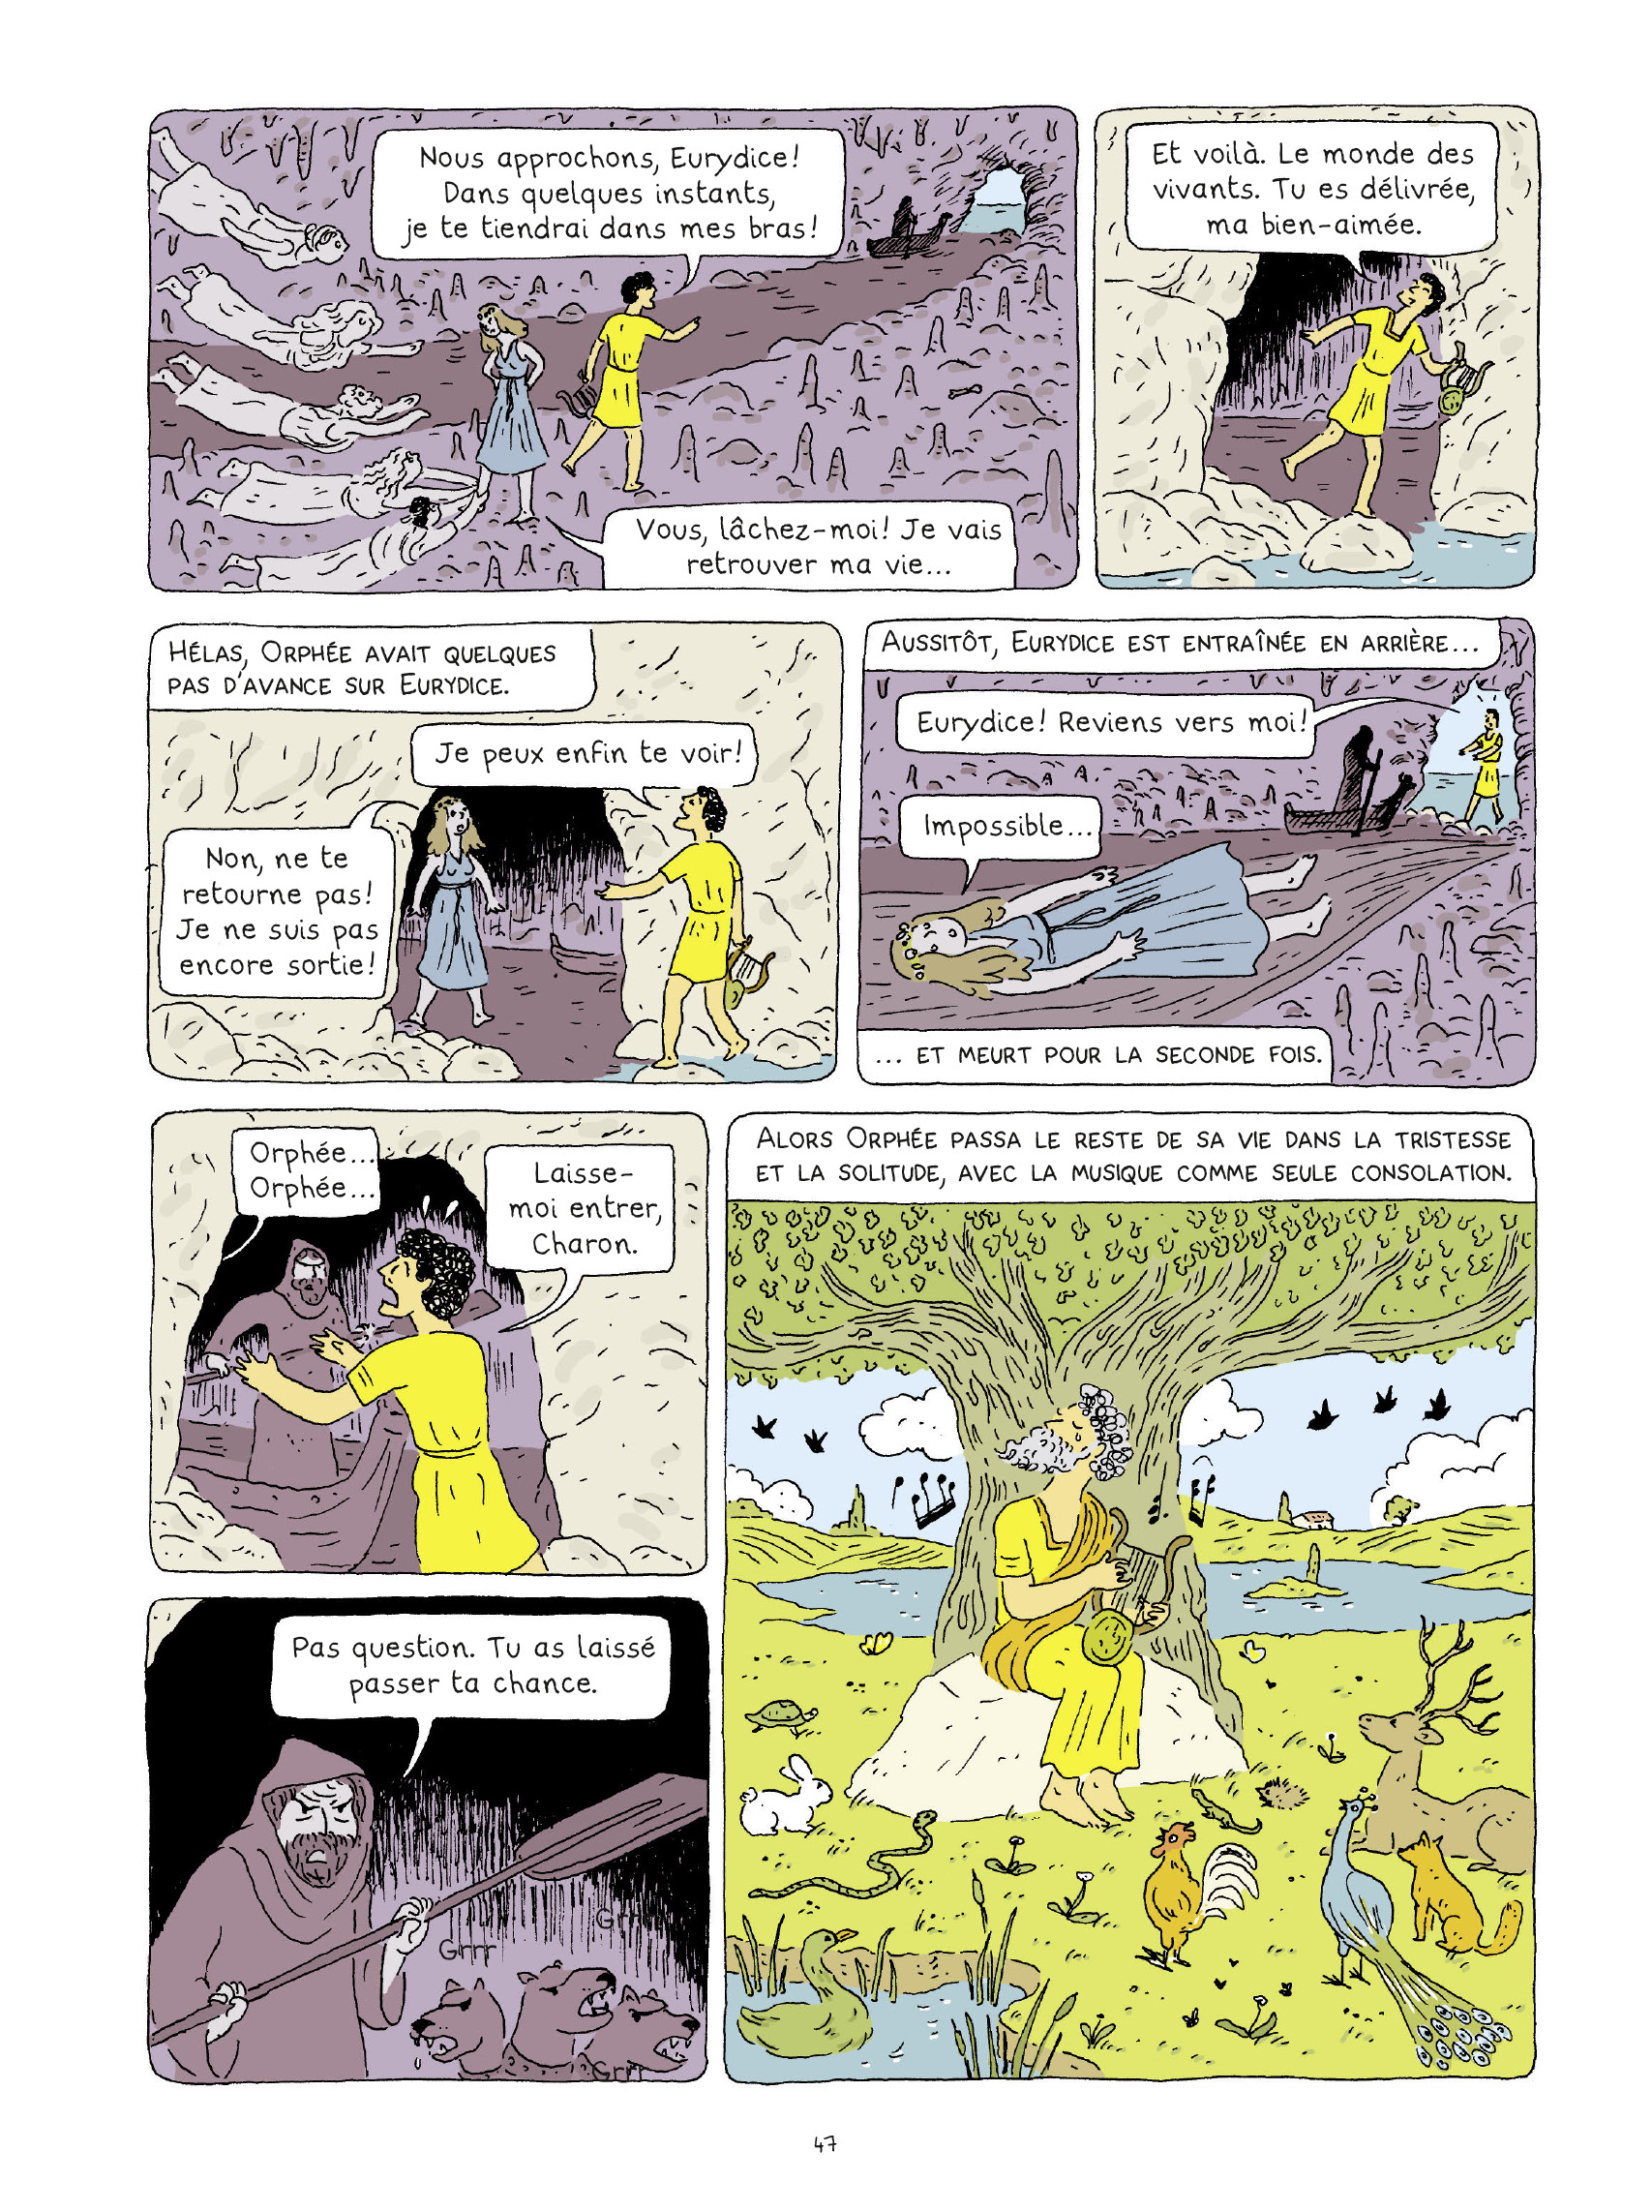 Nous approchons, Eurydice!
Dans quelques instants,
je te tiendrai dans mes bras!
Vous, lâchez-moi! Je vais
retrouver ma vie...
Et voilà. Le monde des
vivants. Tu es délivrée,
ma bien-aimée.
HÉLAS, ORPHÉE AVAIT QUELQUES
PAS D'AVANCE SUR EURYDICE.
Je peux enfin te voir!
Non, ne te
retourne pas!
Je ne suis pas
encore sortie!
AUSSITÔT, EURYDICE EST ENTRAÎNÉE EN ARRIÈRE...
Eurydice! Reviens vers moi!
Impossible...
... ET MEURT POUR LA SECONDE FOIS.
Orphée...
Orphée...
Laisse-
moi entrer,
Charon.
Pas question. Tu as laissé
passer ta chance.
Grrr
Grrr
Grrr
ALORS ORPHÉE PASSA LE RESTE DE SA VIE DANS LA TRISTESSE
ET LA SOLITUDE, AVEC LA MUSIQUE COMME SEULE CONSOLATION.
47